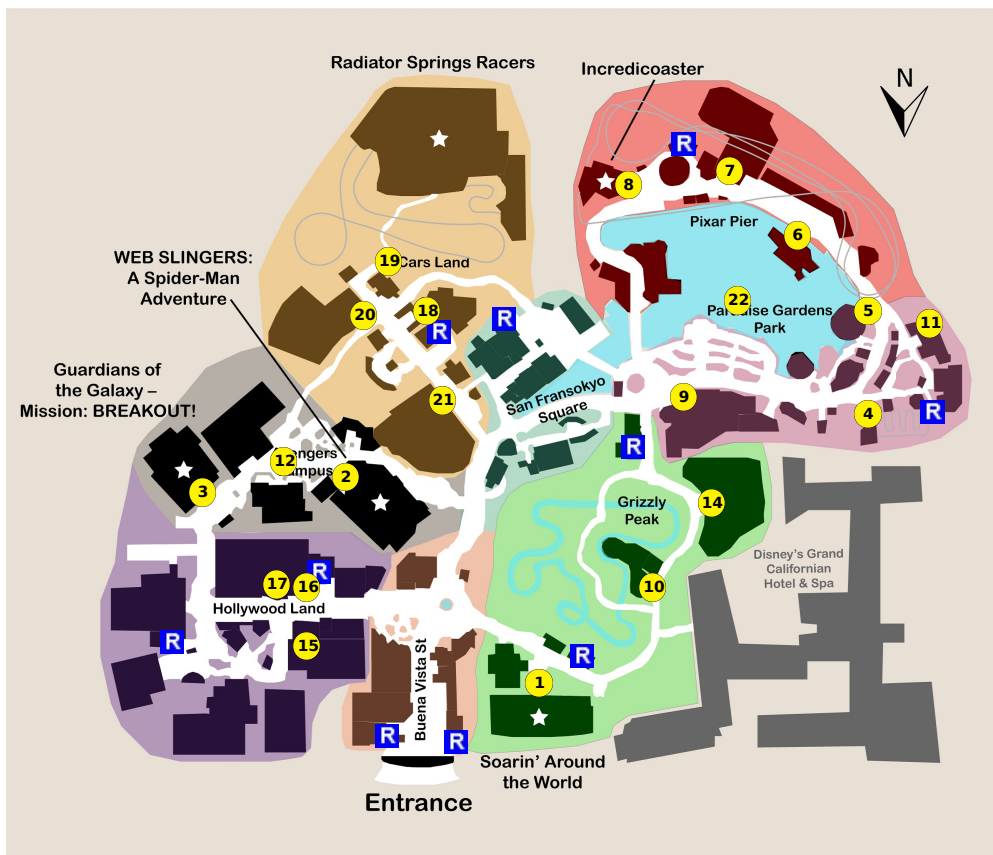 Radiator Springs Racers
Incredicoaster
N
R
7
8
Pixar Pier
6
WEB SLINGERS:
A Spider-Man
Adventure
19
Cars Land
22
Paradise Gardens
Park
5
11
20
18
R
R
Guardians of
the Galaxy –
Mission: BREAKOUT!
21
San Fransokyo
Square
9
4
R
R
12
Avengers
Campus
2
3
Grizzly
Peak
14
Disney's Grand
Californian
Hotel & Spa
R
17
16
10
Hollywood Land
R
15
Buena Vista St
R
1
R
R
Soarin' Around
the World
Entrance